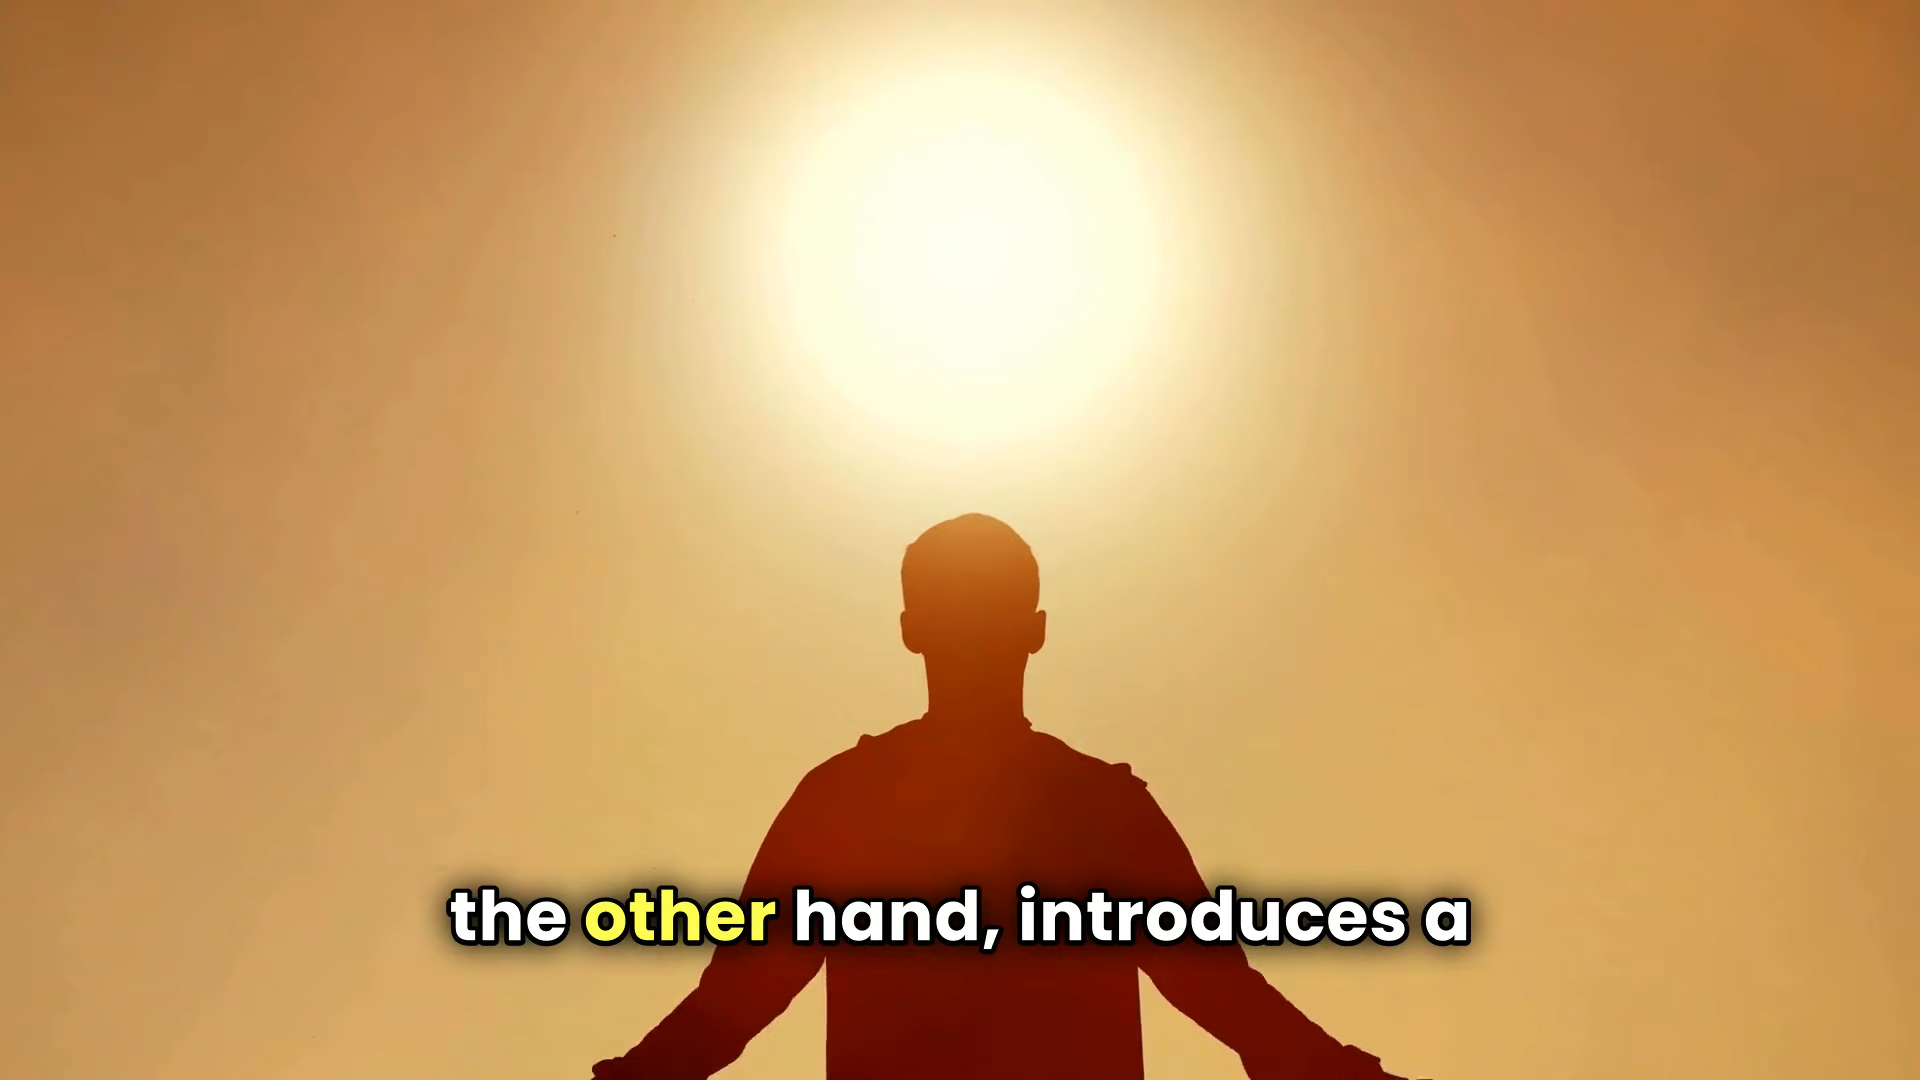 the other hand, introduces a